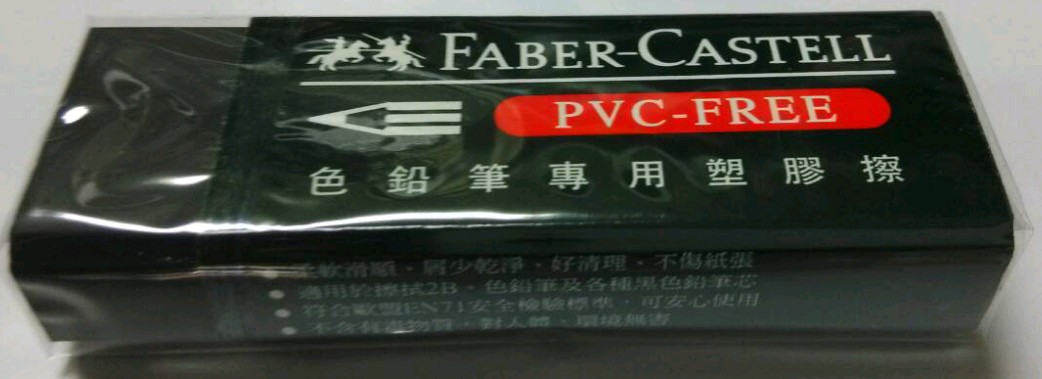 FABER-CASTELL
PVC-FREE
色鉛筆專用塑膠擦
柔軟滑順、屑少乾淨、好清理、不傷紙張
● 適用於擦拭2B、色鉛筆及各種黑色鉛筆芯
● 符合歐盟EN71安全檢驗標準，可安心使用
● 不含有毒物質，對人體、環境無害